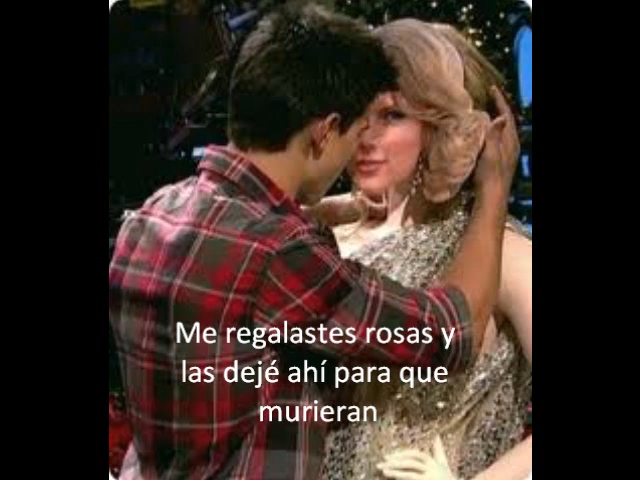 Me regalastes rosas y
las dejé ahí para que
murieran